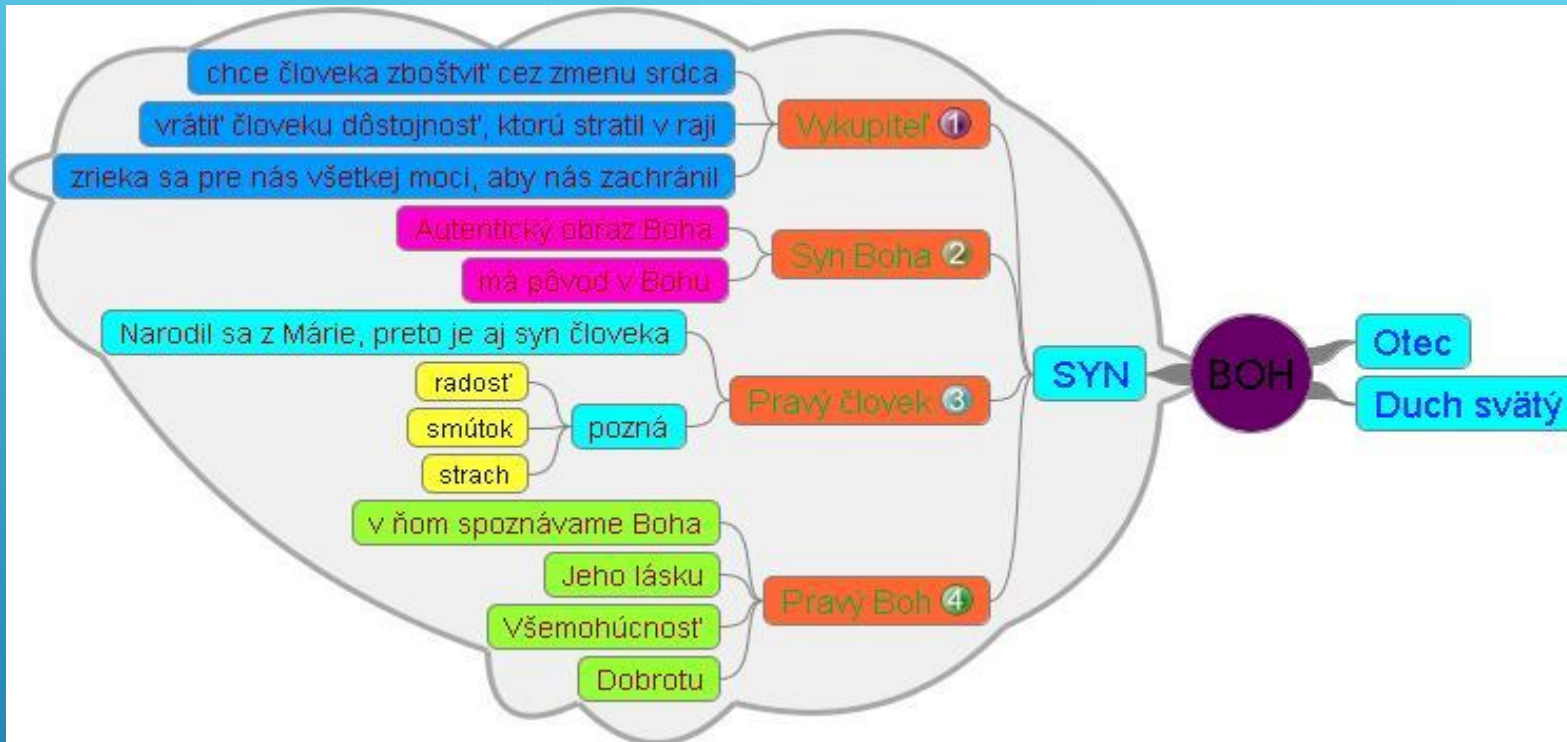 chce človeka zboštviť cez zmenu srdca
vrátiť človeku dôstojnosť, ktorú stratil v raji
zrieka sa pre nás všetkej moci, aby nás zachránil
Vykupiteľ 1
Autentický obraz Boha
má pôvod v Bohu
Syn Boha 2
Narodil sa z Márie, preto je aj syn človeka
radosť
smútok
strach
pozná
Pravý človek 3
v ňom spoznávame Boha
Jeho lásku
Všemohúcnosť
Dobrotu
Pravý Boh 4
SYN
BOH
Otec
Duch svätý